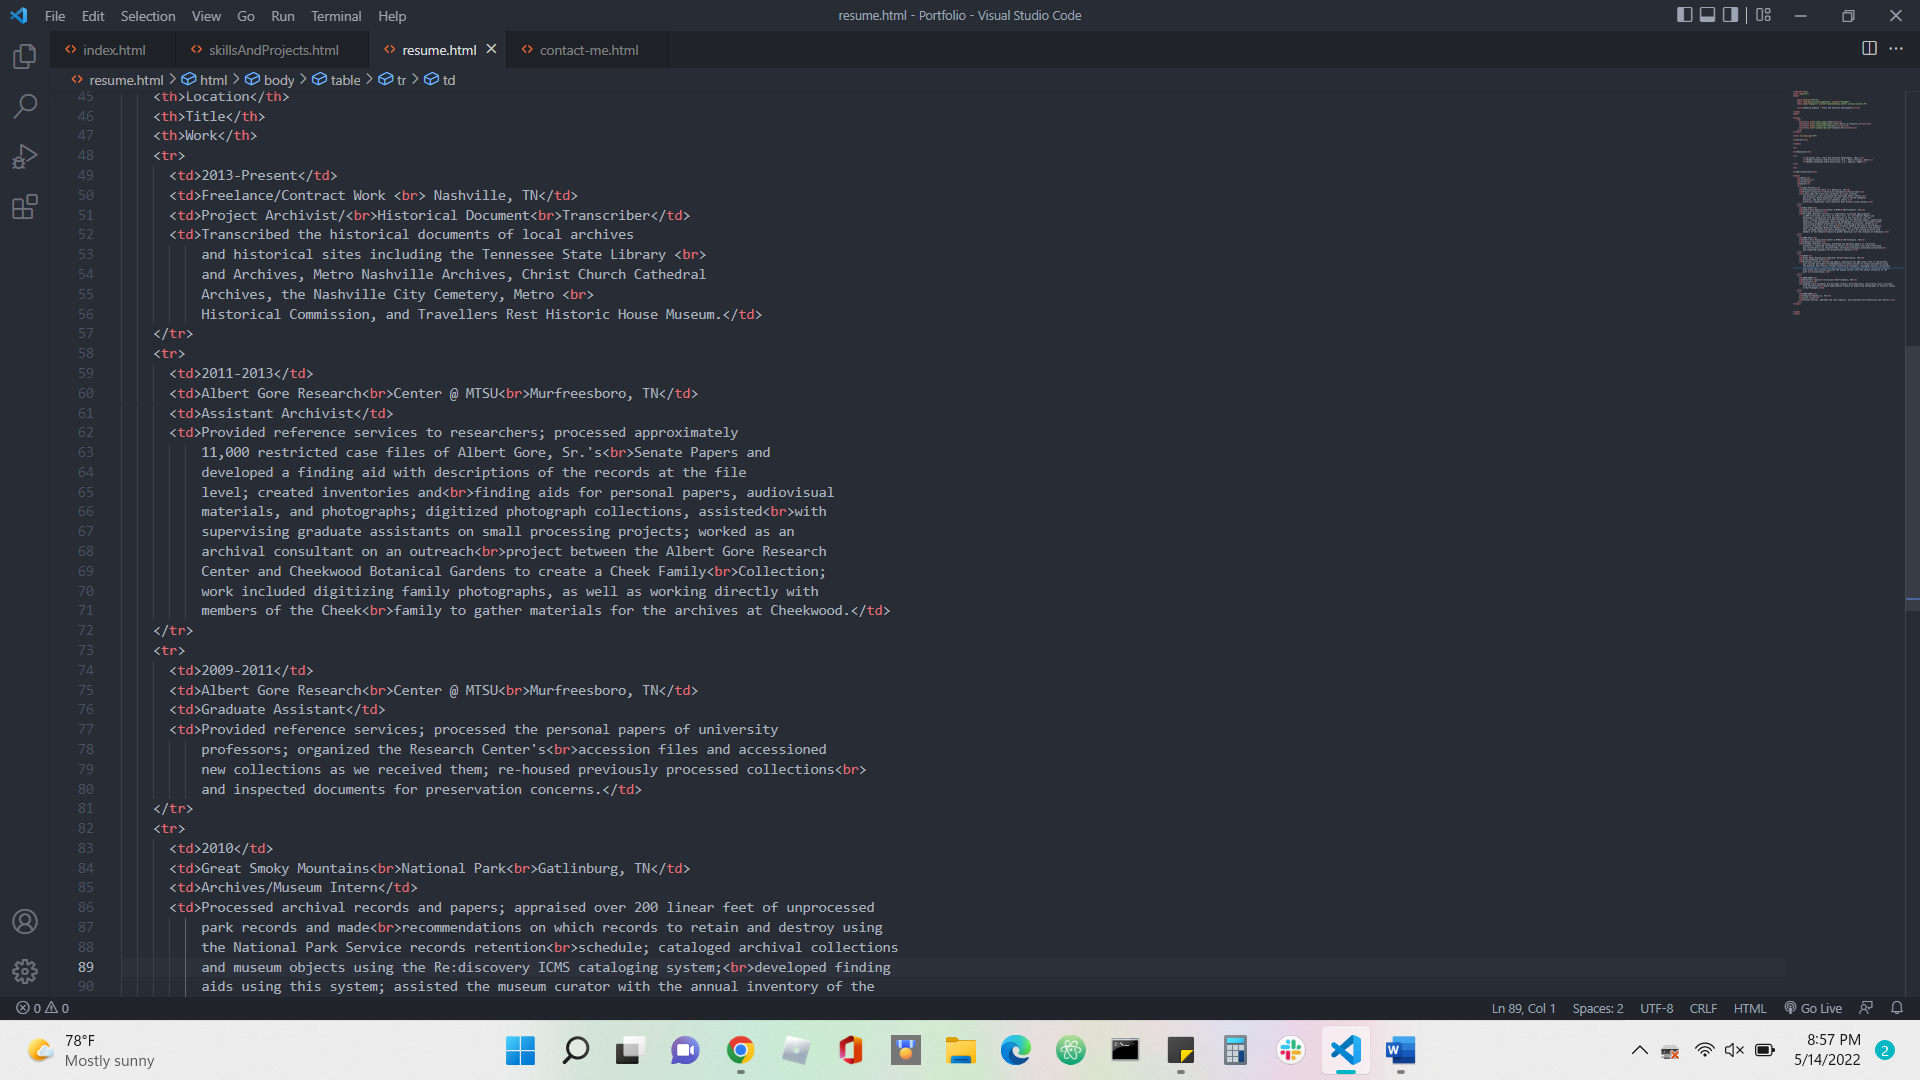 File Edit Selection View Go Run Terminal Help
resume.html - Portfolio - Visual Studio Code
index.html
skillsAndProjects.html
resume.html
contact-me.html
resume.html > html > body > table > tr > td
45 <th>Location</th>
46 <th>Title</th>
47 <th>Work</th>
48 <tr>
49 <td>2013-Present</td>
50 <td>Freelance/Contract Work <br> Nashville, TN</td>
51 <td>Project Archivist/<br>Historical Document<br>Transcriber</td>
52 <td>Transcribed the historical documents of local archives
53 and historical sites including the Tennessee State Library <br>
54 and Archives, Metro Nashville Archives, Christ Church Cathedral
55 Archives, the Nashville City Cemetery, Metro <br>
56 Historical Commission, and Travellers Rest Historic House Museum.</td>
57 </tr>
58 <tr>
59 <td>2011-2013</td>
60 <td>Albert Gore Research<br>Center @ MTSU<br>Murfreesboro, TN</td>
61 <td>Assistant Archivist</td>
62 <td>Provided reference services to researchers; processed approximately
63 11,000 restricted case files of Albert Gore, Sr.'s<br>Senate Papers and
64 developed a finding aid with descriptions of the records at the file
65 level; created inventories and<br>finding aids for personal papers, audiovisual
66 materials, and photographs; digitized photograph collections, assisted<br>with
67 supervising graduate assistants on small processing projects; worked as an
68 archival consultant on an outreach<br>project between the Albert Gore Research
69 Center and Cheekwood Botanical Gardens to create a Cheek Family<br>Collection;
70 work included digitizing family photographs, as well as working directly with
71 members of the Cheek<br>family to gather materials for the archives at Cheekwood.</td>
72 </tr>
73 <tr>
74 <td>2009-2011</td>
75 <td>Albert Gore Research<br>Center @ MTSU<br>Murfreesboro, TN</td>
76 <td>Graduate Assistant</td>
77 <td>Provided reference services; processed the personal papers of university
78 professors; organized the Research Center's<br>accession files and accessioned
79 new collections as we received them; re-housed previously processed collections<br>
80 and inspected documents for preservation concerns.</td>
81 </tr>
82 <tr>
83 <td>2010</td>
84 <td>Great Smoky Mountains<br>National Park<br>Gatlinburg, TN</td>
85 <td>Archives/Museum Intern</td>
86 <td>Processed archival records and papers; appraised over 200 linear feet of unprocessed
87 park records and made<br>recommendations on which records to retain and destroy using
88 the National Park Service records retention<br>schedule; cataloged archival collections
89 and museum objects using the Re:discovery ICMS cataloging system;<br>developed finding
90 aids using this system; assisted the museum curator with the annual inventory of the
0 0
Ln 89, Col 1 Spaces: 2 UTF-8 CRLF HTML Go Live
78°F
Mostly sunny
8:57 PM
5/14/2022
2